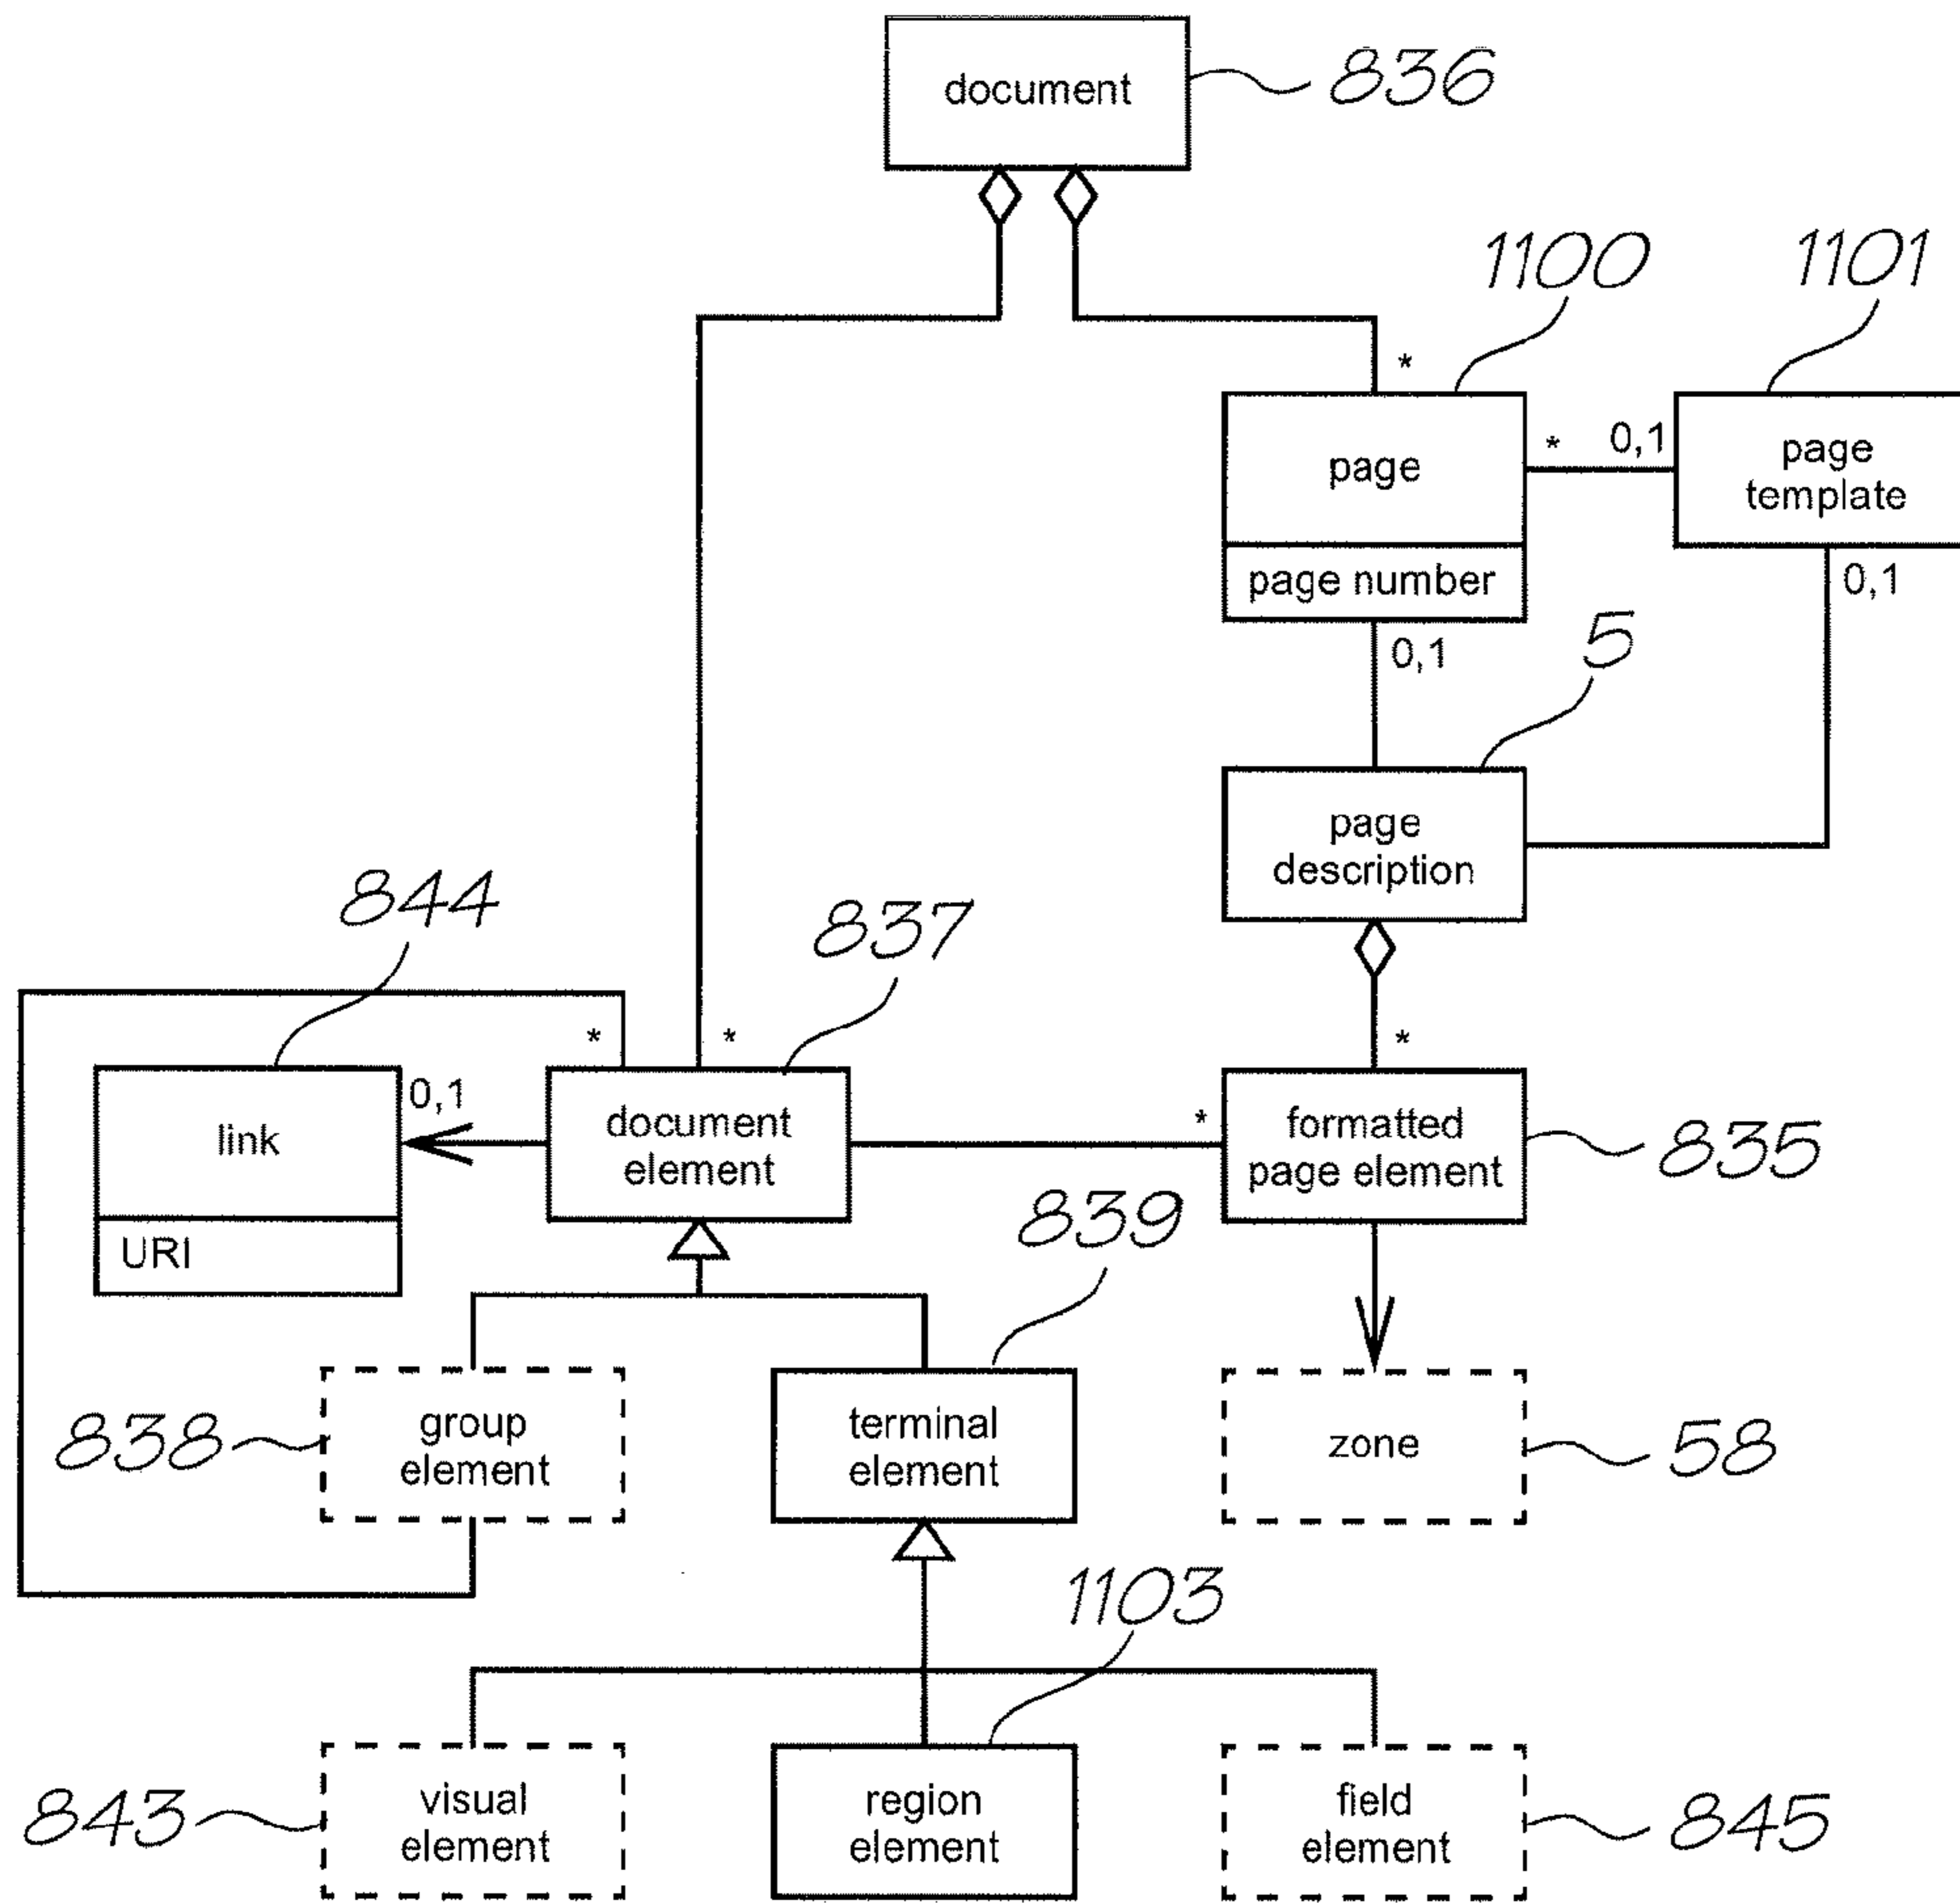 document
836
1100
1101
*
page
*
0,1
page
template
page number
0,1
0,1
5
page
description
844
837
*
*
*
link
0,1
document
element
*
formatted
page element
835
URI
839
838
group
element
terminal
element
zone
58
1103
843
visual
element
region
element
field
element
845